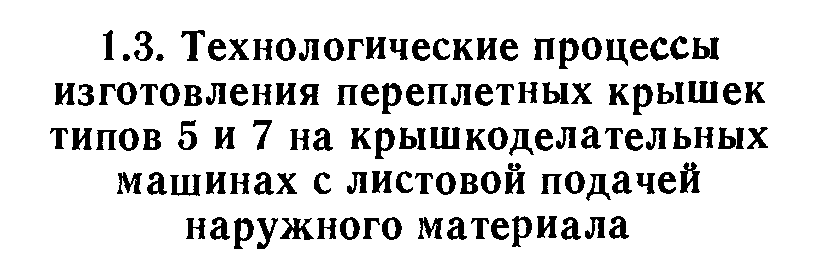 1.3. Технологические процессы
изготовления переплетных крышек
типов 5 и 7 на крышкоделательных
машинах с листовой подачей
наружного материала